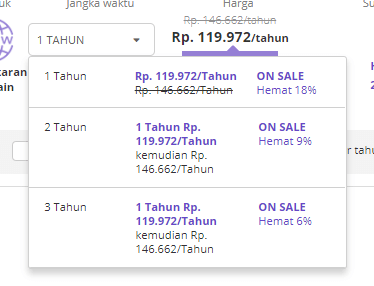 uk
Jangka waktu
Harga
Su
Rp. 146.662/tahun
1 TAHUN
Rp. 119.972/tahun
W
karan
ain
1 Tahun
Rp. 119.972/Tahun
ON SALE
Rp. 146.662/Tahun
Hemat 18%
2 Tahun
1 Tahun Rp.
ON SALE
119.972/Tahun
Hemat 9%
kemudian Rp.
146.662/Tahun
r tahu
3 Tahun
1 Tahun Rp.
ON SALE
119.972/Tahun
Hemat 6%
kemudian Rp.
146.662/Tahun